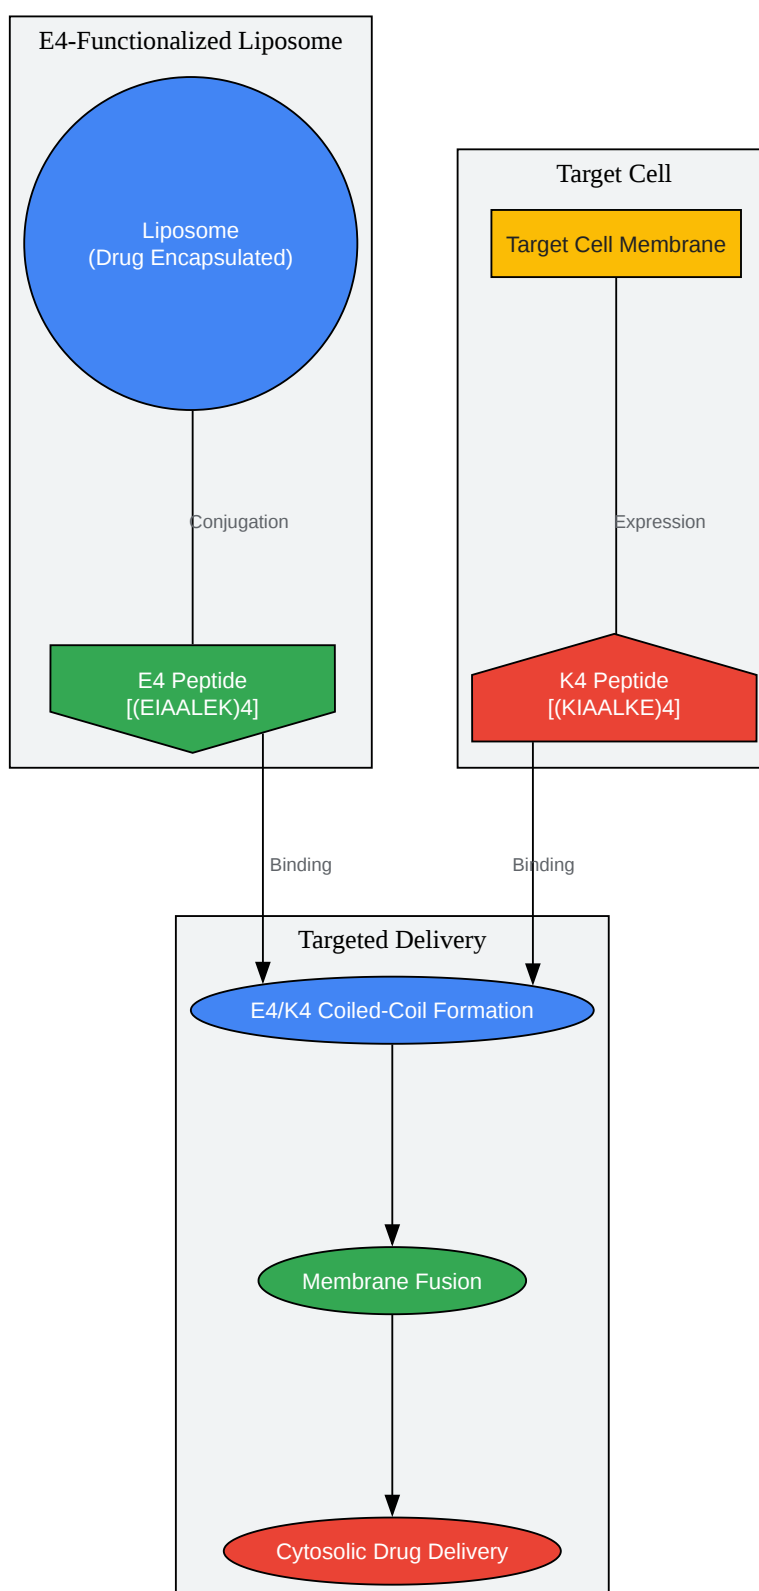 E4-Functionalized Liposome
Liposome
(Drug Encapsulated)
Conjugation
E4 Peptide
[(EIAALEK)4]
Target Cell
Target Cell Membrane
Expression
K4 Peptide
[(KIAALKE)4]
Binding
Binding
Targeted Delivery
E4/K4 Coiled-Coil Formation
Membrane Fusion
Cytosolic Drug Delivery